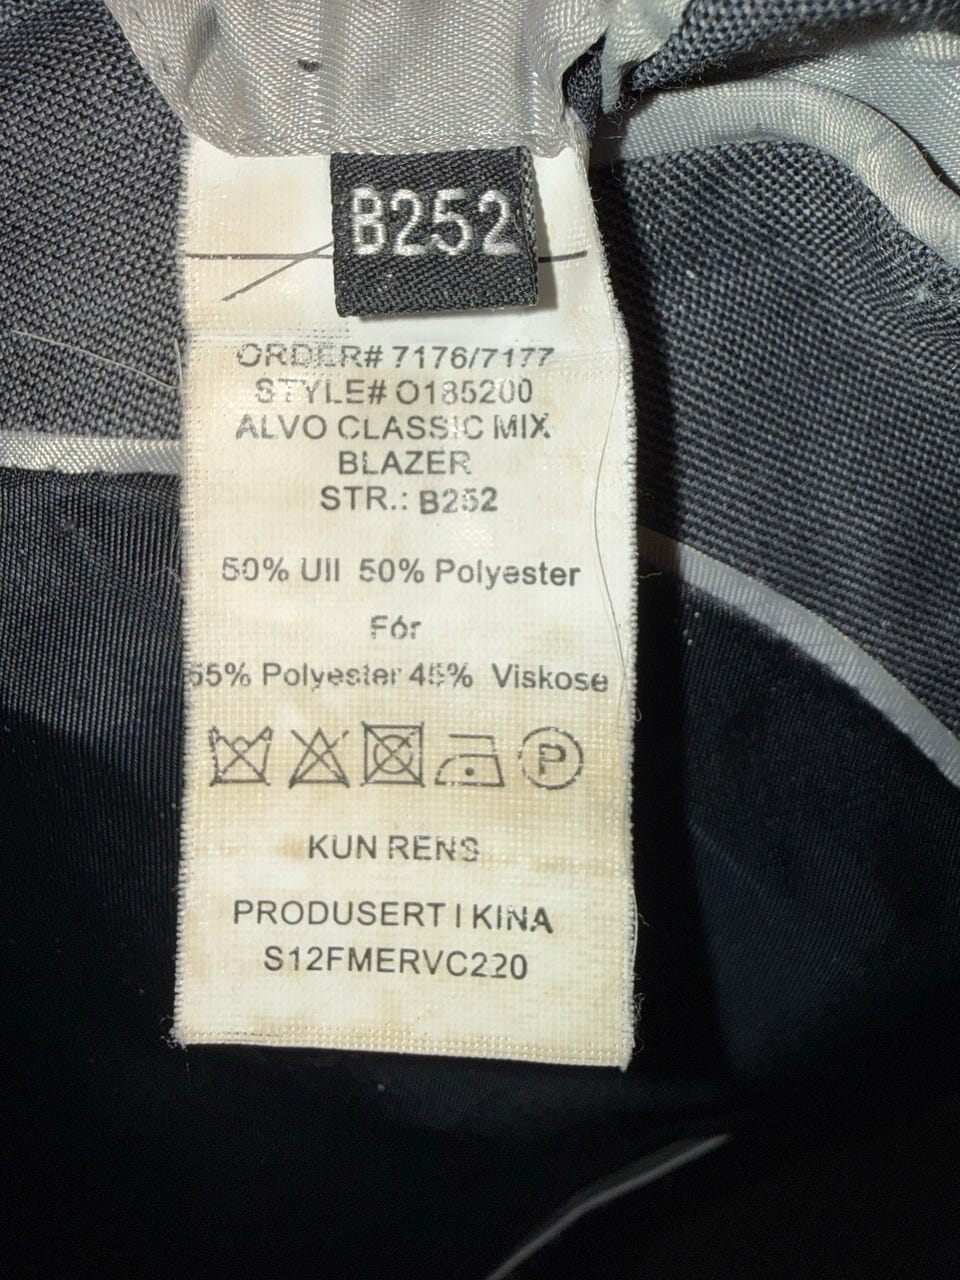 B252
ORDER# 7176/7177
STYLE# O185200
ALVO CLASSIC MIX
BLAZER
STR.: B252
50% Ull 50% Polyester
Fór
55% Polyester 45% Viskose
P
KUN RENS
PRODUSERT I KINA
S12FMERVC220